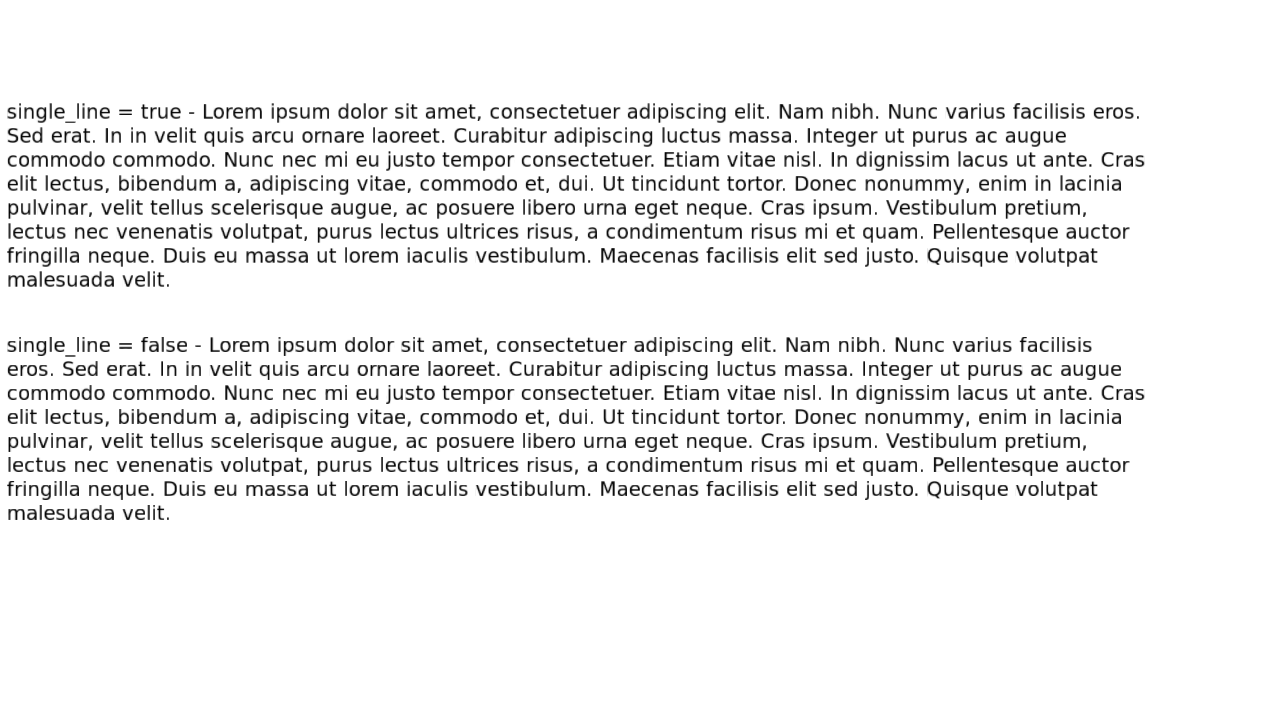 single_line = true - Lorem ipsum dolor sit amet, consectetuer adipiscing elit. Nam nibh. Nunc varius facilisis eros.
Sed erat. In in velit quis arcu ornare laoreet. Curabitur adipiscing luctus massa. Integer ut purus ac augue
commodo commodo. Nunc nec mi eu justo tempor consectetuer. Etiam vitae nisl. In dignissim lacus ut ante. Cras
elit lectus, bibendum a, adipiscing vitae, commodo et, dui. Ut tincidunt tortor. Donec nonummy, enim in lacinia
pulvinar, velit tellus scelerisque augue, ac posuere libero urna eget neque. Cras ipsum. Vestibulum pretium,
lectus nec venenatis volutpat, purus lectus ultrices risus, a condimentum risus mi et quam. Pellentesque auctor
fringilla neque. Duis eu massa ut lorem iaculis vestibulum. Maecenas facilisis elit sed justo. Quisque volutpat
malesuada velit.
single_line = false - Lorem ipsum dolor sit amet, consectetuer adipiscing elit. Nam nibh. Nunc varius facilisis
eros. Sed erat. In in velit quis arcu ornare laoreet. Curabitur adipiscing luctus massa. Integer ut purus ac augue
commodo commodo. Nunc nec mi eu justo tempor consectetuer. Etiam vitae nisl. In dignissim lacus ut ante. Cras
elit lectus, bibendum a, adipiscing vitae, commodo et, dui. Ut tincidunt tortor. Donec nonummy, enim in lacinia
pulvinar, velit tellus scelerisque augue, ac posuere libero urna eget neque. Cras ipsum. Vestibulum pretium,
lectus nec venenatis volutpat, purus lectus ultrices risus, a condimentum risus mi et quam. Pellentesque auctor
fringilla neque. Duis eu massa ut lorem iaculis vestibulum. Maecenas facilisis elit sed justo. Quisque volutpat
malesuada velit.